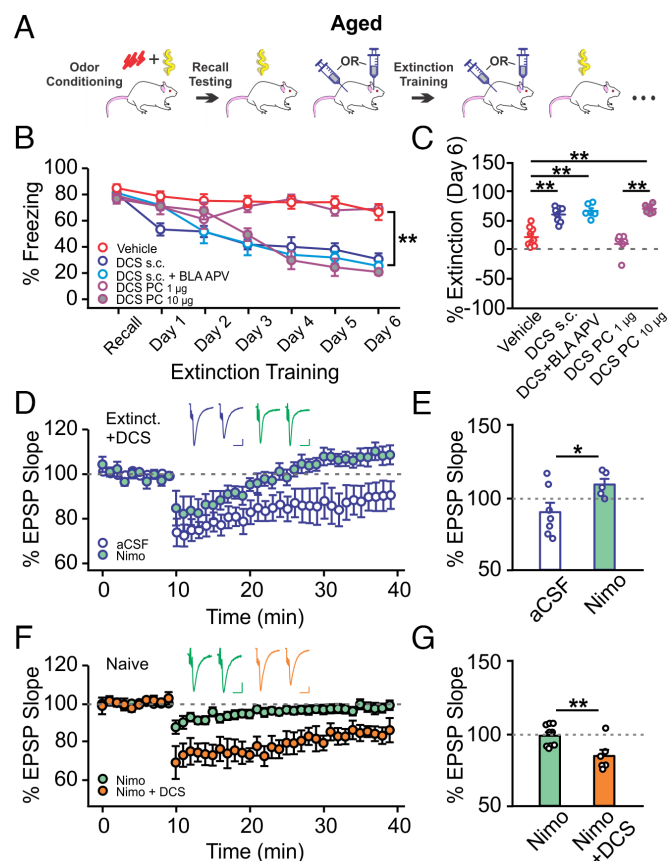 A
Aged
Odor
Conditioning
+
Recall
Testing
OR
Extinction
Training
OR
B
% Freezing
100
80
60
40
20
0
Vehicle
DCS s.c.
DCS s.c. + BLA APV
DCS PC 1 µg
DCS PC 10 µg
**
Recall
Day 1
Day 2
Day 3
Day 4
Day 5
Day 6
Extinction Training
C
% Extinction (Day 6)
150
100
50
0
-50
-100
**
**
**
**
Vehicle
DCS s.c.
DCS+BLA APV
DCS PC 1 µg
DCS PC 10 µg
D
Extinct.
+DCS
% EPSP Slope
120
100
80
60
aCSF
Nimo
0
10
20
30
40
Time (min)
E
% EPSP Slope
150
100
50
*
aCSF
Nimo
F
Naive
% EPSP Slope
120
100
80
60
Nimo
Nimo + DCS
0
10
20
30
40
Time (min)
G
% EPSP Slope
150
100
50
**
Nimo
Nimo
+DCS